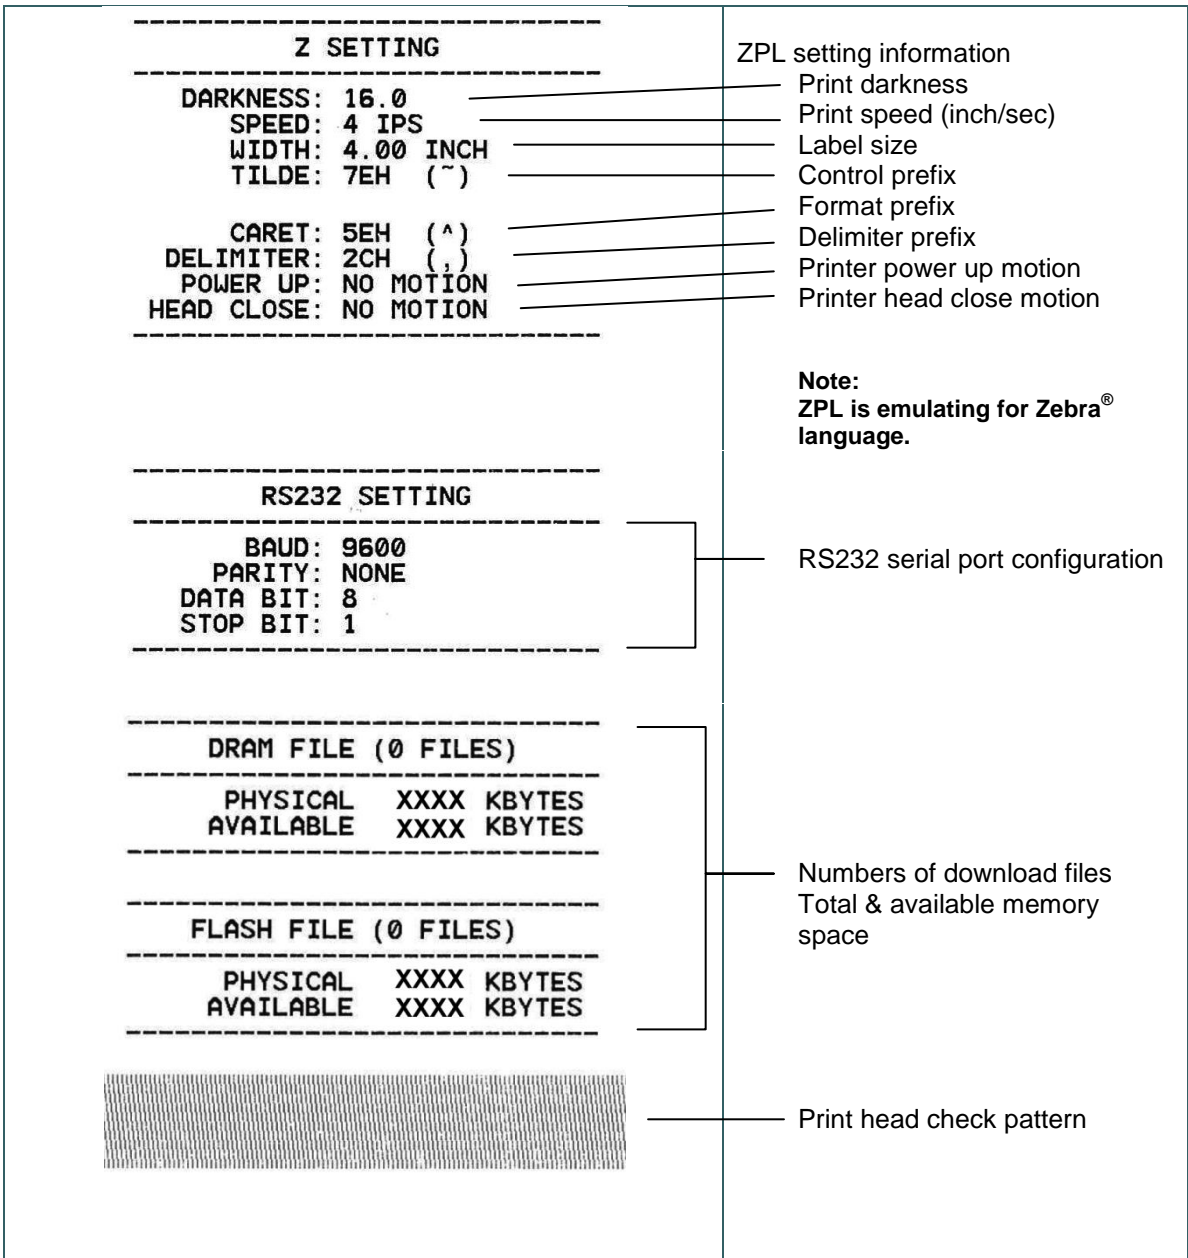 Z SETTING
DARKNESS: 16.0
SPEED: 4 IPS
WIDTH: 4.00 INCH
TILDE: 7EH (~)
CARET: 5EH (^)
DELIMITER: 2CH (,)
POWER UP: NO MOTION
HEAD CLOSE: NO MOTION
ZPL setting information
Print darkness
Print speed (inch/sec)
Label size
Control prefix
Format prefix
Delimiter prefix
Printer power up motion
Printer head close motion
Note:
ZPL is emulating for Zebra®
language.
RS232 SETTING
BAUD: 9600
PARITY: NONE
DATA BIT: 8
STOP BIT: 1
RS232 serial port configuration
DRAM FILE (0 FILES)
PHYSICAL XXXX KBYTES
AVAILABLE XXXX KBYTES
FLASH FILE (0 FILES)
PHYSICAL XXXX KBYTES
AVAILABLE XXXX KBYTES
Numbers of download files
Total & available memory
space
Print head check pattern